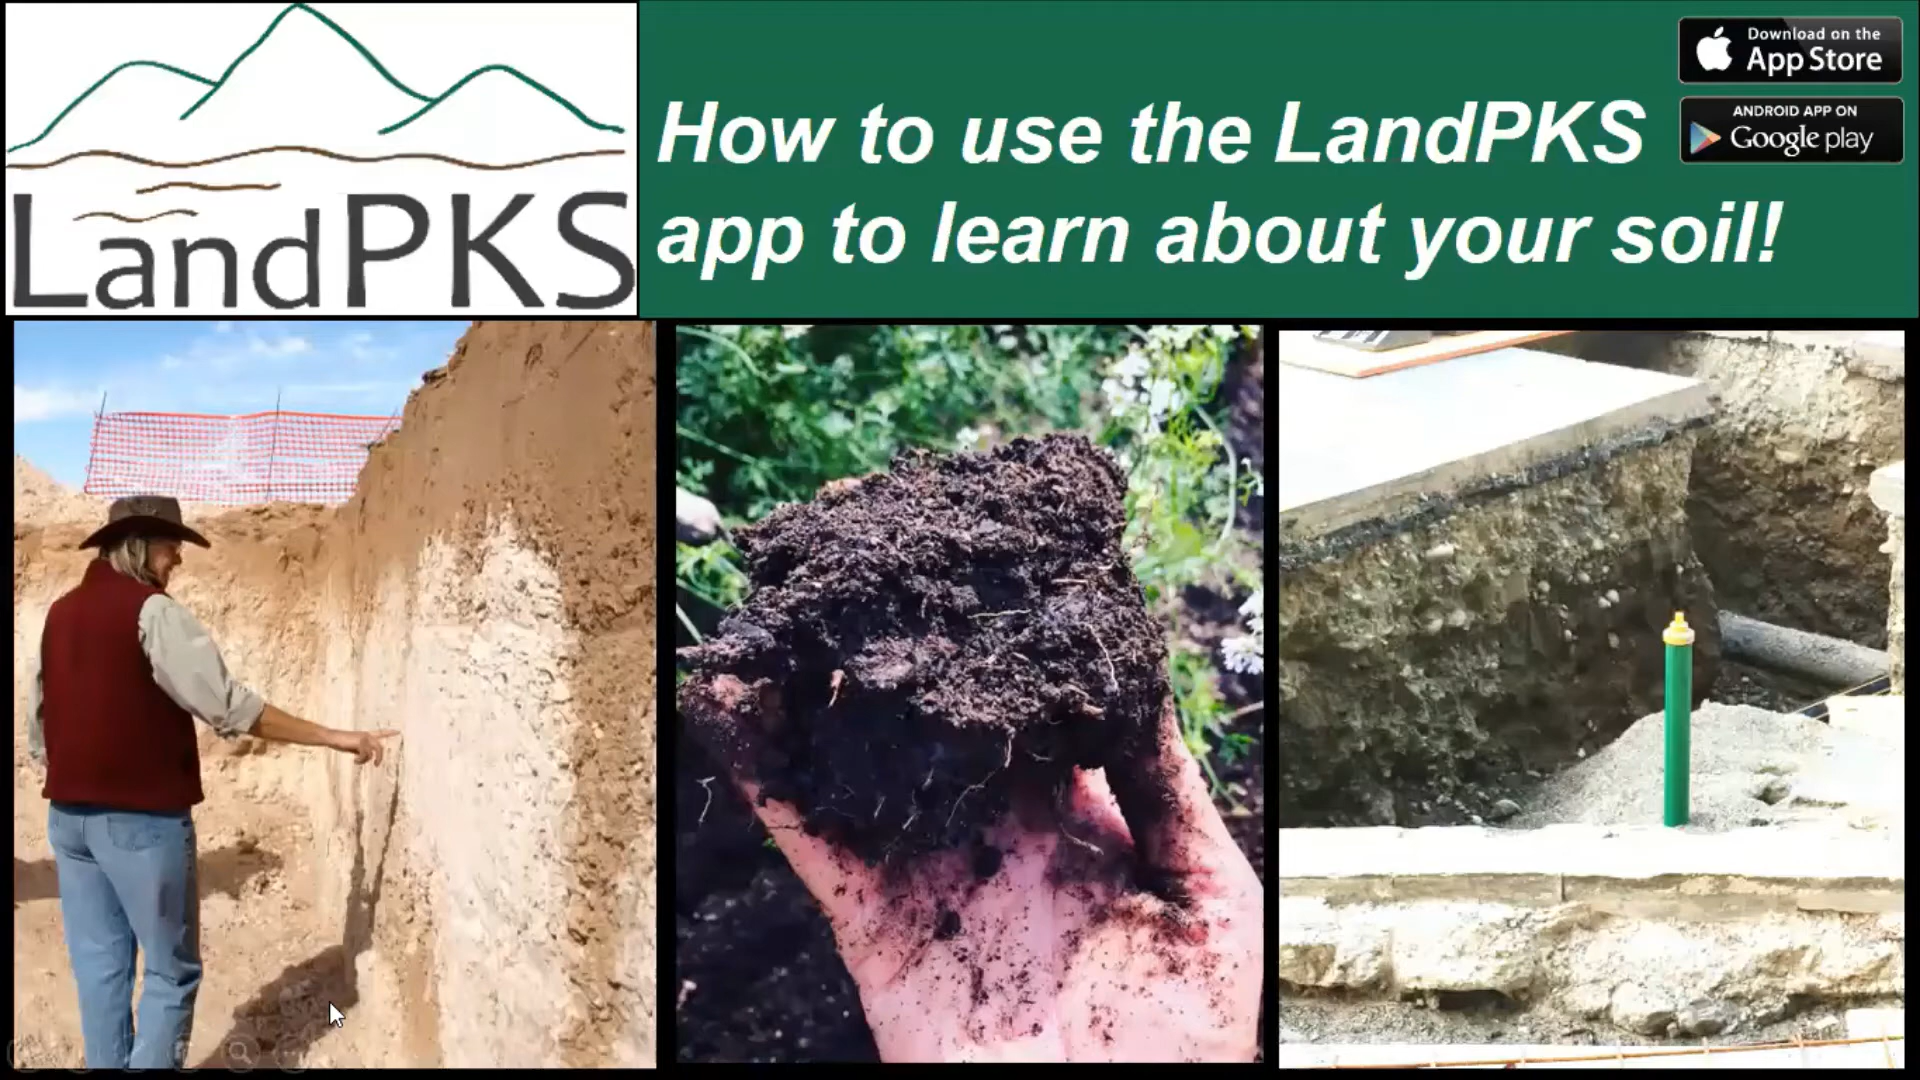 LandPKS
How to use the LandPKS
app to learn about your soil!
Download on the
App Store
ANDROID APP ON
Google play